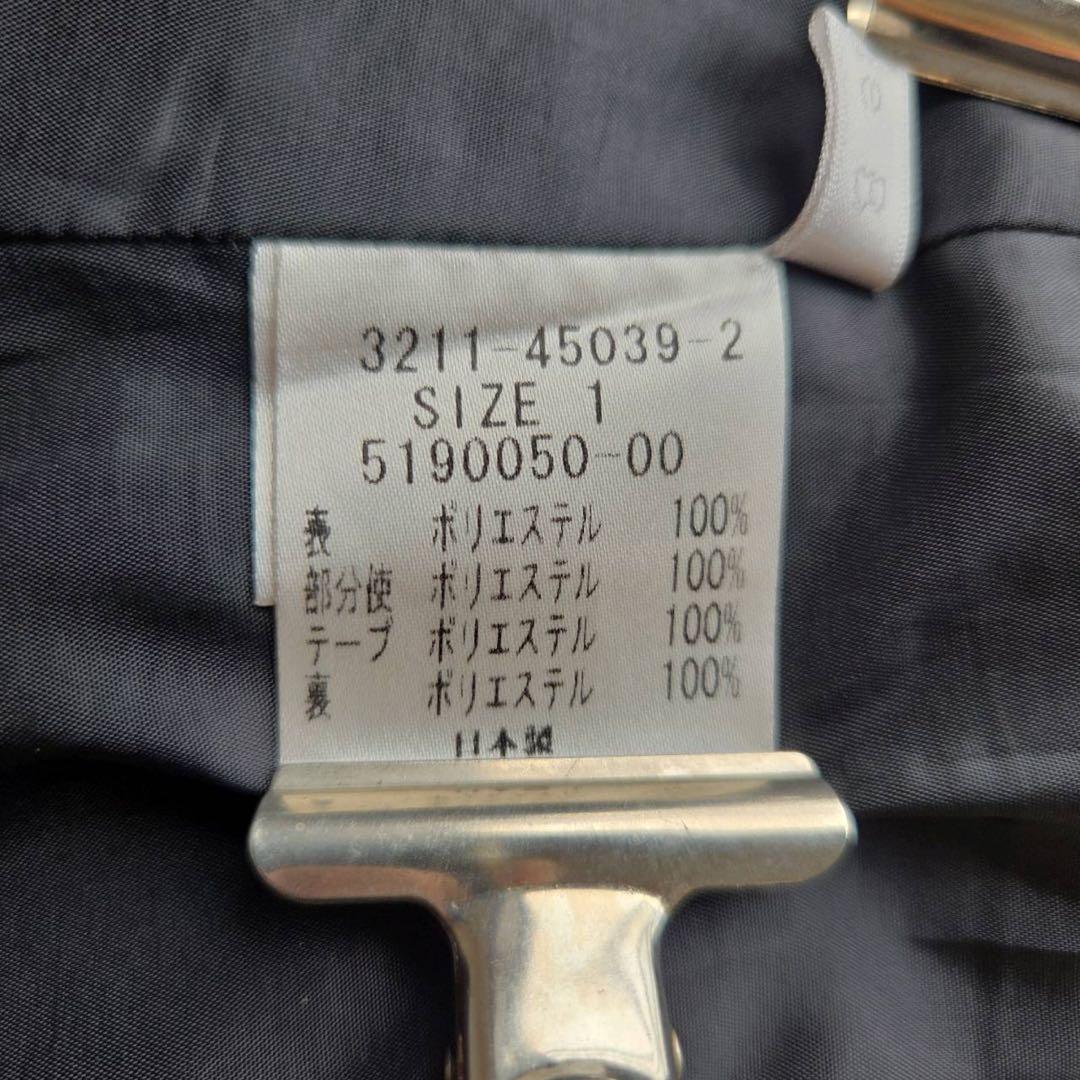 3211-45039-2
SIZE 1
5190050-00
表 ポリエステル 100%
部分使 ポリエステル 100%
テープ ポリエステル 100%
裏 ポリエステル 100%
日本製